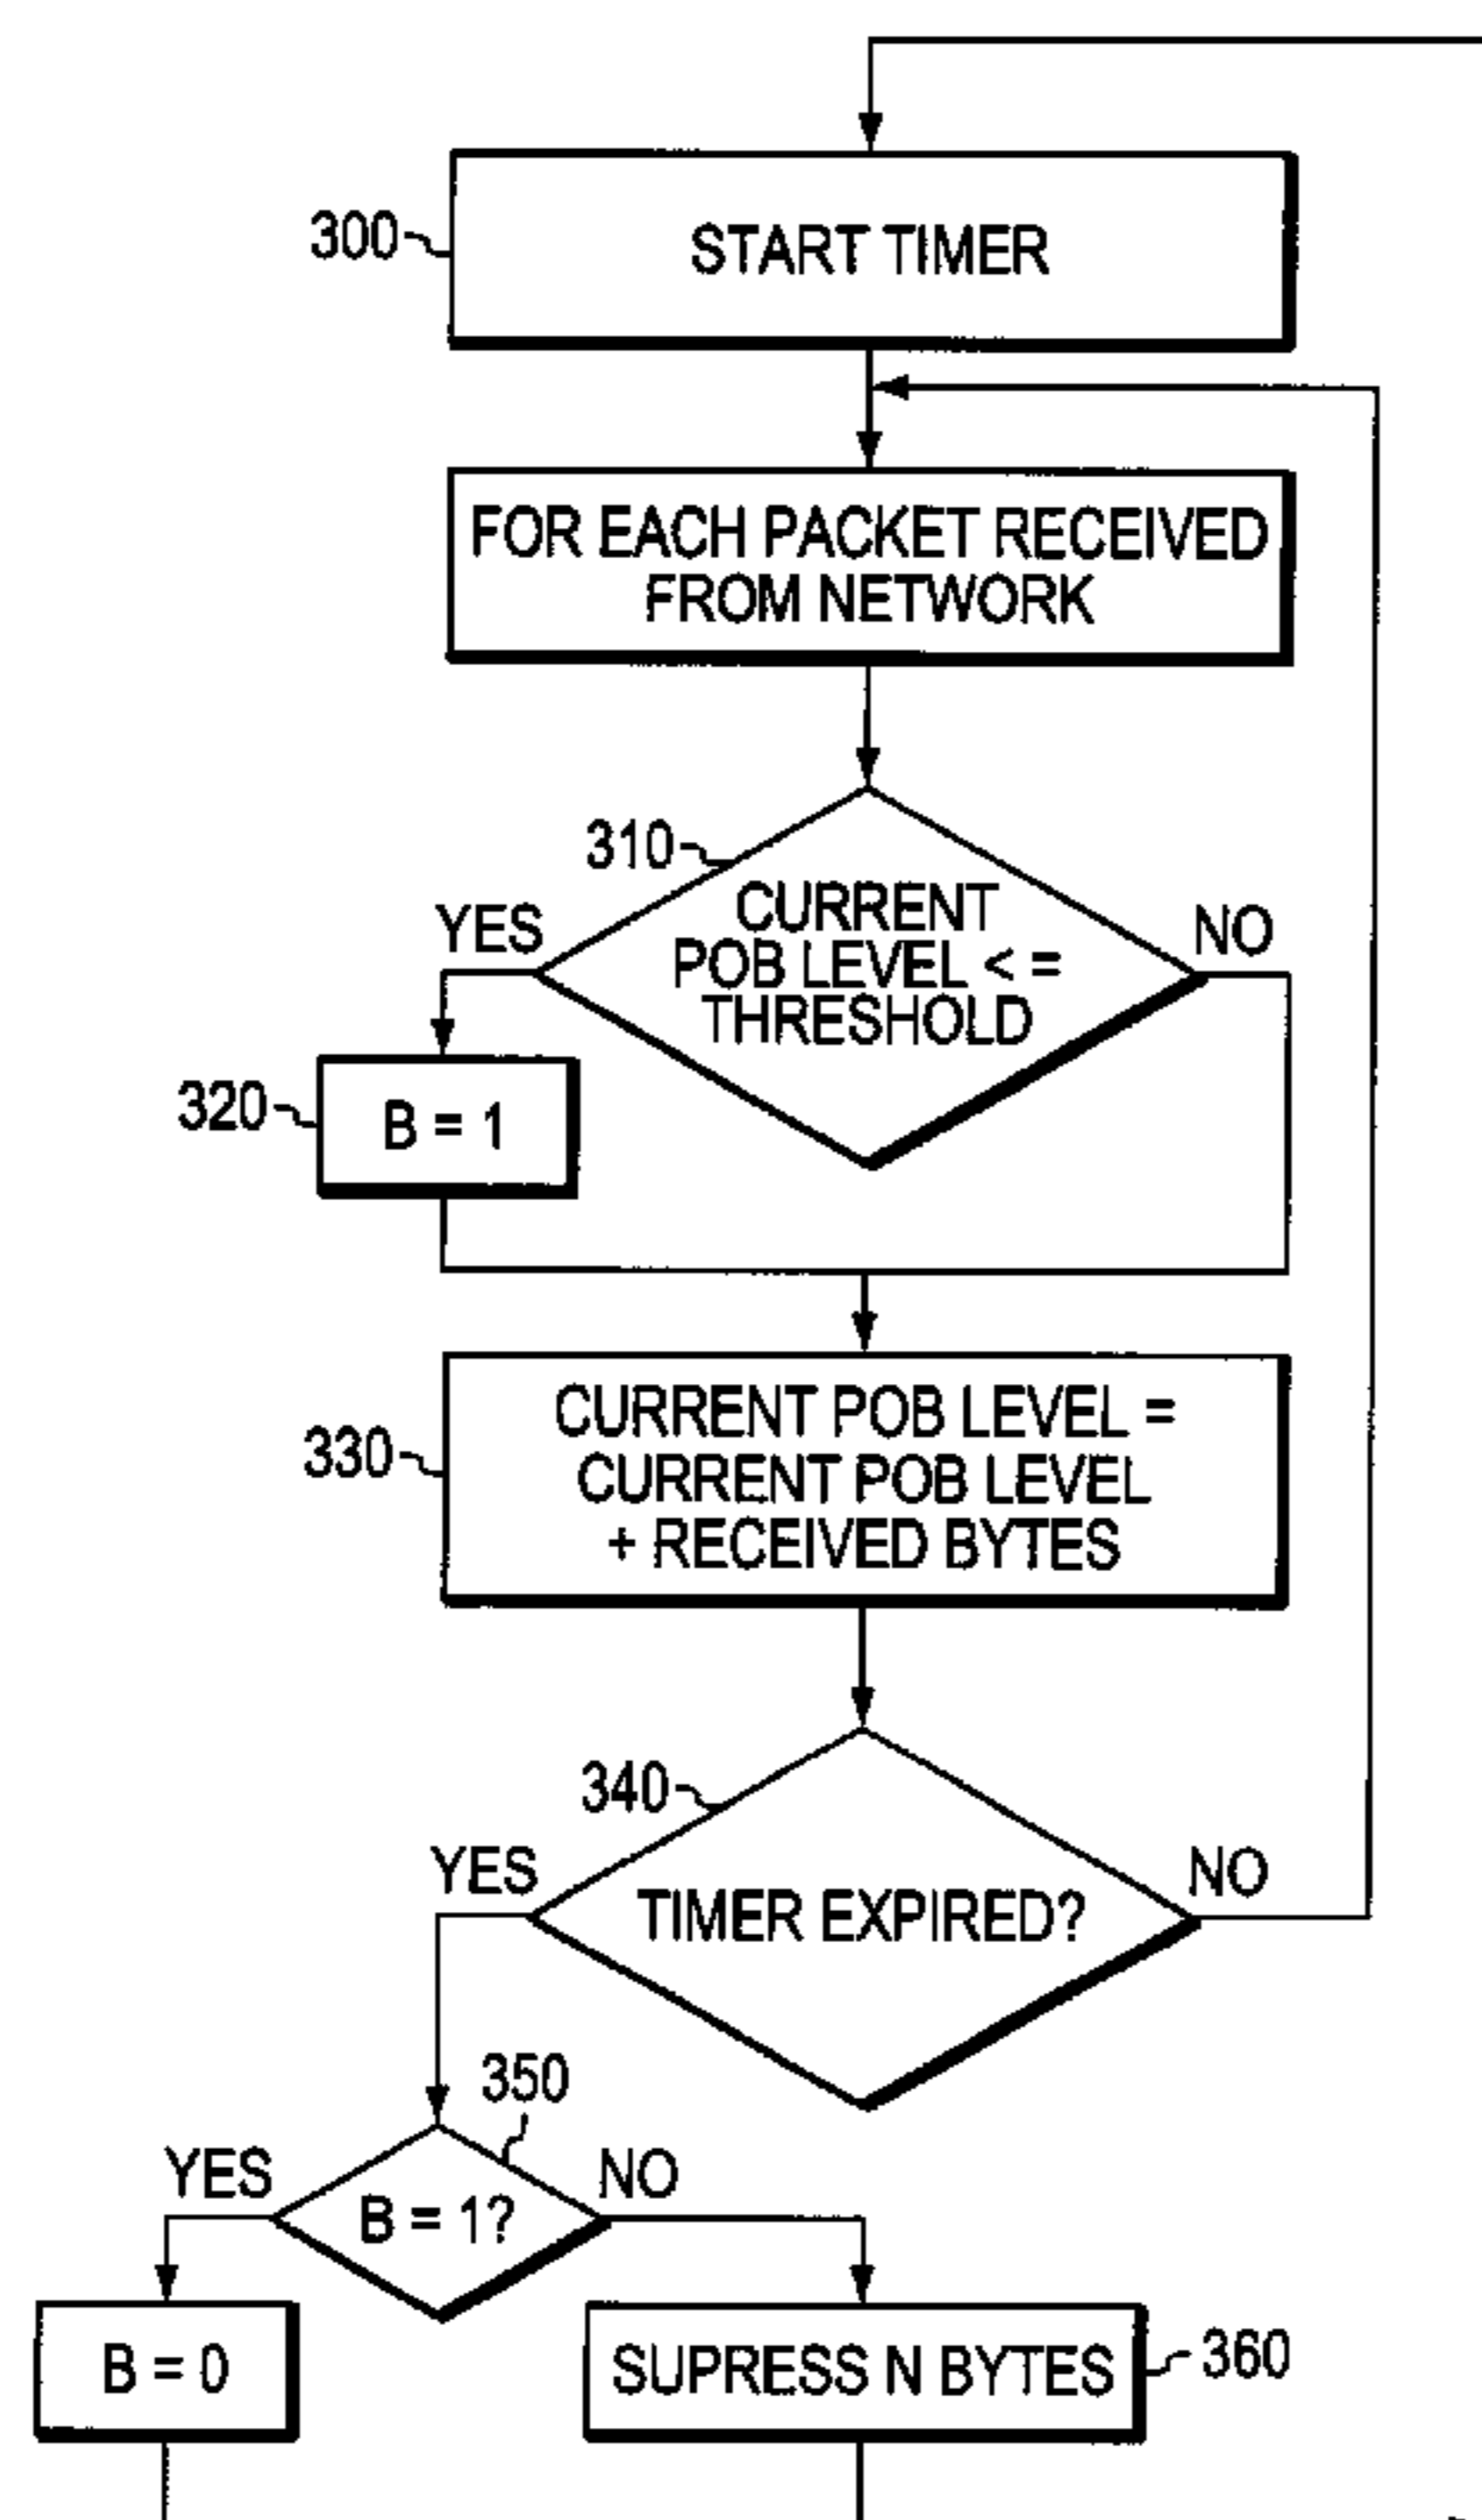 300
START TIMER
FOR EACH PACKET RECEIVED
FROM NETWORK
310
YES
CURRENT
POB LEVEL < =
THRESHOLD
NO
320
B = 1
330
CURRENT POB LEVEL =
CURRENT POB LEVEL
+ RECEIVED BYTES
340
YES
TIMER EXPIRED?
NO
350
YES
B = 1?
NO
B = 0
SUPRESS N BYTES
360